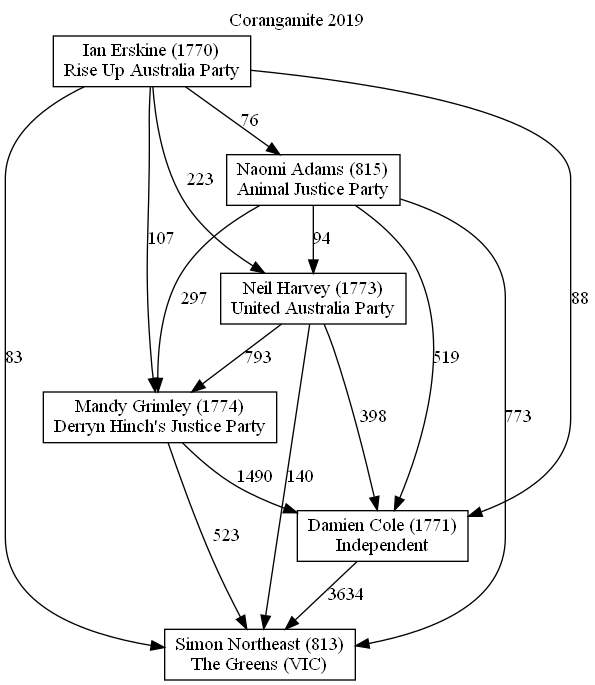 Corangamite 2019
Ian Erskine (1770)
Rise Up Australia Party
76
Naomi Adams (815)
Animal Justice Party
223
107
94
Neil Harvey (1773)
United Australia Party
297
88
83
793
519
Mandy Grimley (1774)
Derryn Hinch's Justice Party
398
773
1490
140
Damien Cole (1771)
Independent
523
3634
Simon Northeast (813)
The Greens (VIC)